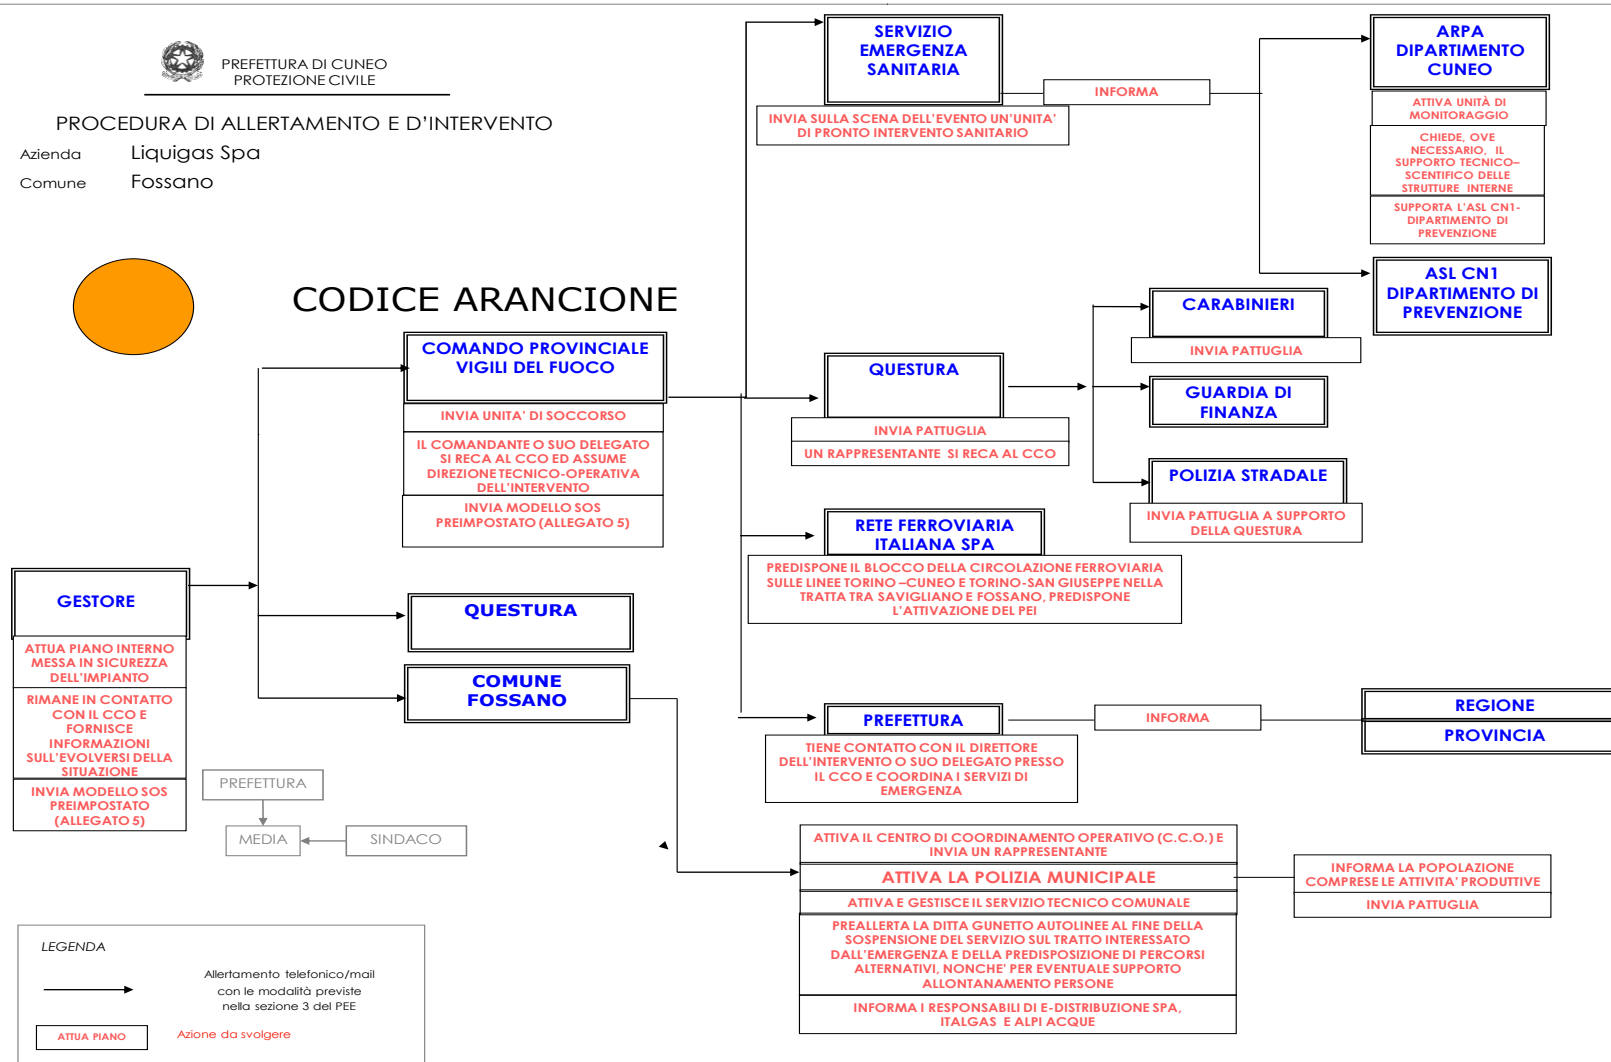 PREFETTURA DI CUNEO
PROTEZIONE CIVILE
PROCEDURA DI ALLERTAMENTO E D'INTERVENTO
Azienda Liquigas Spa
Comune Fossano
CODICE ARANCIONE
GESTORE
ATTUA PIANO INTERNO
MESSA IN SICUREZZA
DELL'IMPIANTO
RIMANE IN CONTATTO
CON IL CCO E
FORNISCE
INFORMAZIONI
SULL'EVOLVERSI DELLA
SITUAZIONE
INVIA MODELLO SOS
PREIMPOSTATO
(ALLEGATO 5)
COMANDO PROVINCIALE
VIGILI DEL FUOCO
INVIA UNITA' DI SOCCORSO
IL COMANDANTE O SUO DELEGATO
SI RECA AL CCO ED ASSUME
DIREZIONE TECNICO-OPERATIVA
DELL'INTERVENTO
INVIA MODELLO SOS
PREIMPOSTATO (ALLEGATO 5)
QUESTURA
COMUNE
FOSSANO
SERVIZIO
EMERGENZA
SANITARIA
INVIA SULLA SCENA DELL'EVENTO UN'UNITA'
DI PRONTO INTERVENTO SANITARIO
INFORMA
ARPA
DIPARTIMENTO
CUNEO
ATTIVA UNITÀ DI
MONITORAGGIO
CHIEDE, OVE
NECESSARIO, IL
SUPPORTO TECNICO–
SCENTIFICO DELLE
STRUTTURE INTERNE
SUPPORTA L'ASL CN1-
DIPARTIMENTO DI
PREVENZIONE
ASL CN1
DIPARTIMENTO DI
PREVENZIONE
QUESTURA
INVIA PATTUGLIA
UN RAPPRESENTANTE SI RECA AL CCO
CARABINIERI
INVIA PATTUGLIA
GUARDIA DI
FINANZA
POLIZIA STRADALE
INVIA PATTUGLIA A SUPPORTO
DELLA QUESTURA
RETE FERROVIARIA
ITALIANA SPA
PREDISPONE IL BLOCCO DELLA CIRCOLAZIONE FERROVIARIA
SULLE LINEE TORINO –CUNEO E TORINO-SAN GIUSEPPE NELLA
TRATTA TRA SAVIGLIANO E FOSSANO, PREDISPONE
L'ATTIVAZIONE DEL PEI
PREFETTURA
TIENE CONTATTO CON IL DIRETTORE
DELL'INTERVENTO O SUO DELEGATO PRESSO
IL CCO E COORDINA I SERVIZI DI
EMERGENZA
INFORMA
REGIONE
PROVINCIA
ATTIVA IL CENTRO DI COORDINAMENTO OPERATIVO (C.C.O.) E
INVIA UN RAPPRESENTANTE
ATTIVA LA POLIZIA MUNICIPALE
ATTIVA E GESTISCE IL SERVIZIO TECNICO COMUNALE
PREALLERTA LA DITTA GUNETTO AUTOLINEE AL FINE DELLA
SOSPENSIONE DEL SERVIZIO SUL TRATTO INTERESSATO
DALL'EMERGENZA E DELLA PREDISPOSIZIONE DI PERCORSI
ALTERNATIVI, NONCHE' PER EVENTUALE SUPPORTO
ALLONTANAMENTO PERSONE
INFORMA I RESPONSABILI DI E-DISTRIBUZIONE SPA,
ITALGAS E ALPI ACQUE
INFORMA LA POPOLAZIONE
COMPRESE LE ATTIVITA' PRODUTTIVE
INVIA PATTUGLIA
PREFETTURA
MEDIA
SINDACO
LEGENDA
Allertamento telefonico/mail
con le modalità previste
nella sezione 3 del PEE
ATTUA PIANO
Azione da svolgere